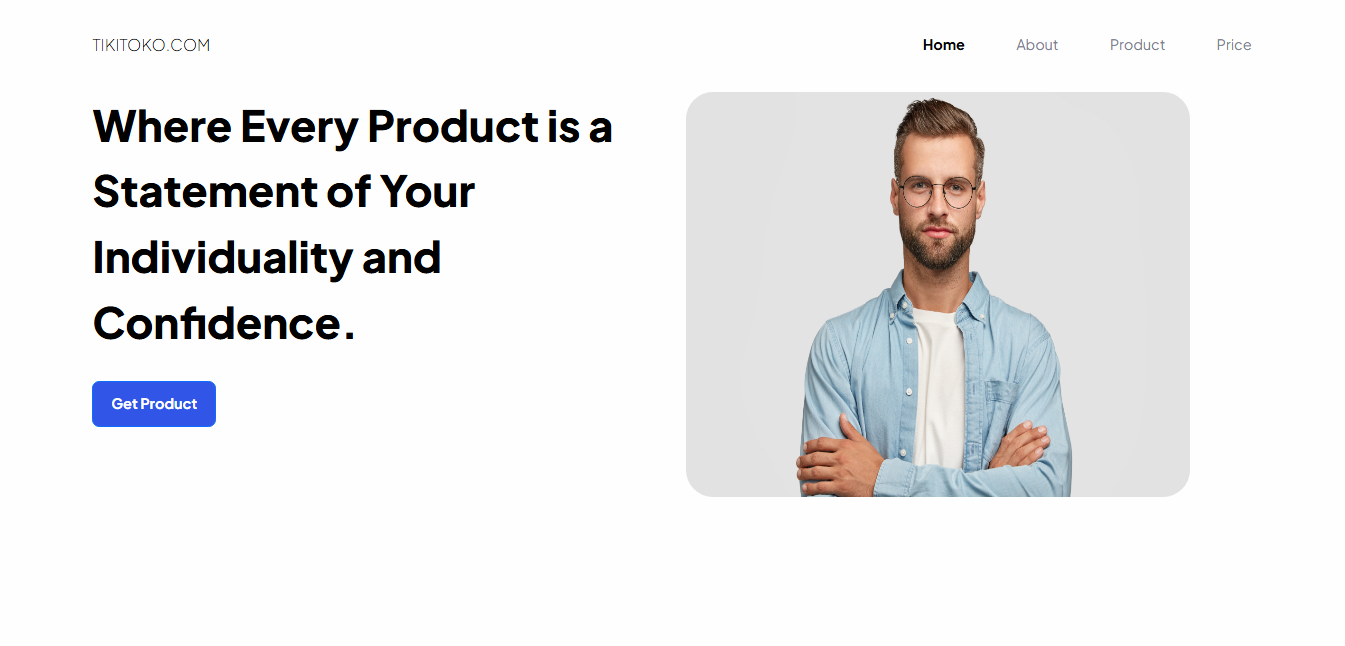 TIKITOKO.COM
Home About Product Price
Where Every Product is a
Statement of Your
Individuality and
Confidence.
Get Product